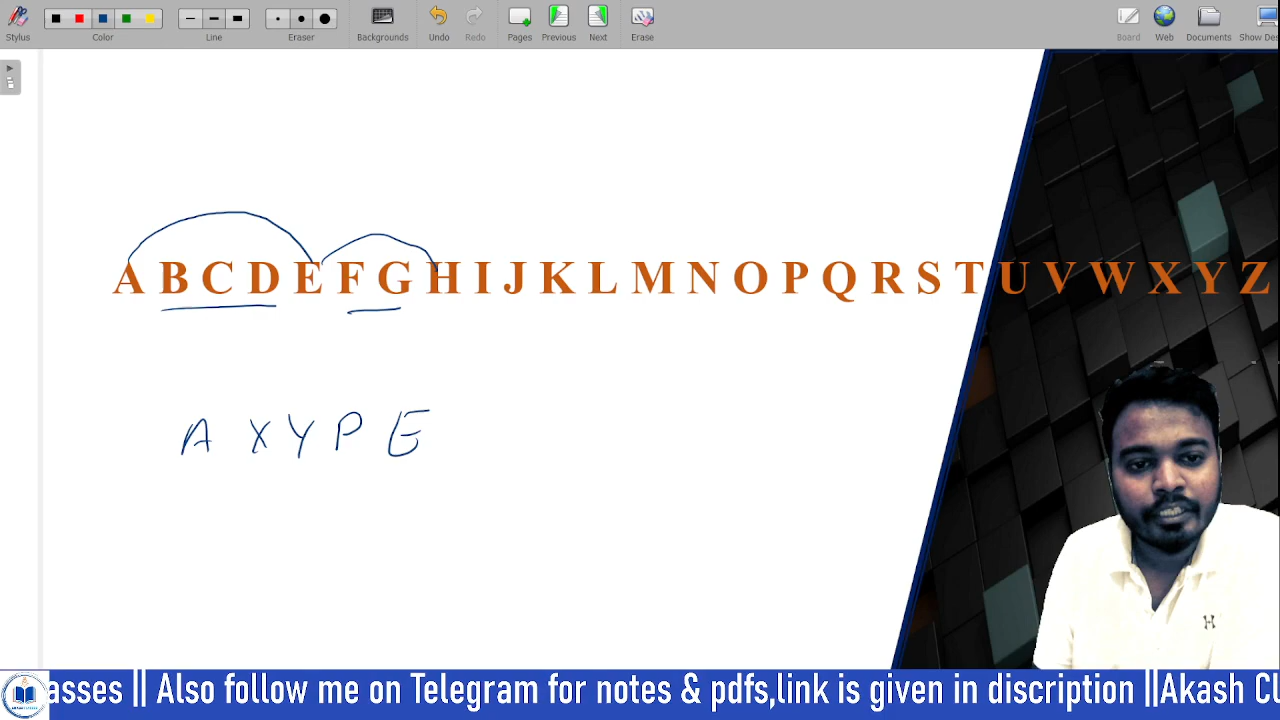 Stylus Color Line Eraser Backgrounds Undo Redo Pages Previous Next Erase Board Web Documents Show
A B C D E F G H I J K L M N O P Q R S T U V W X Y Z
A X Y P E
asses || Also follow me on Telegram for notes & pdfs,link is given in discription ||Akash